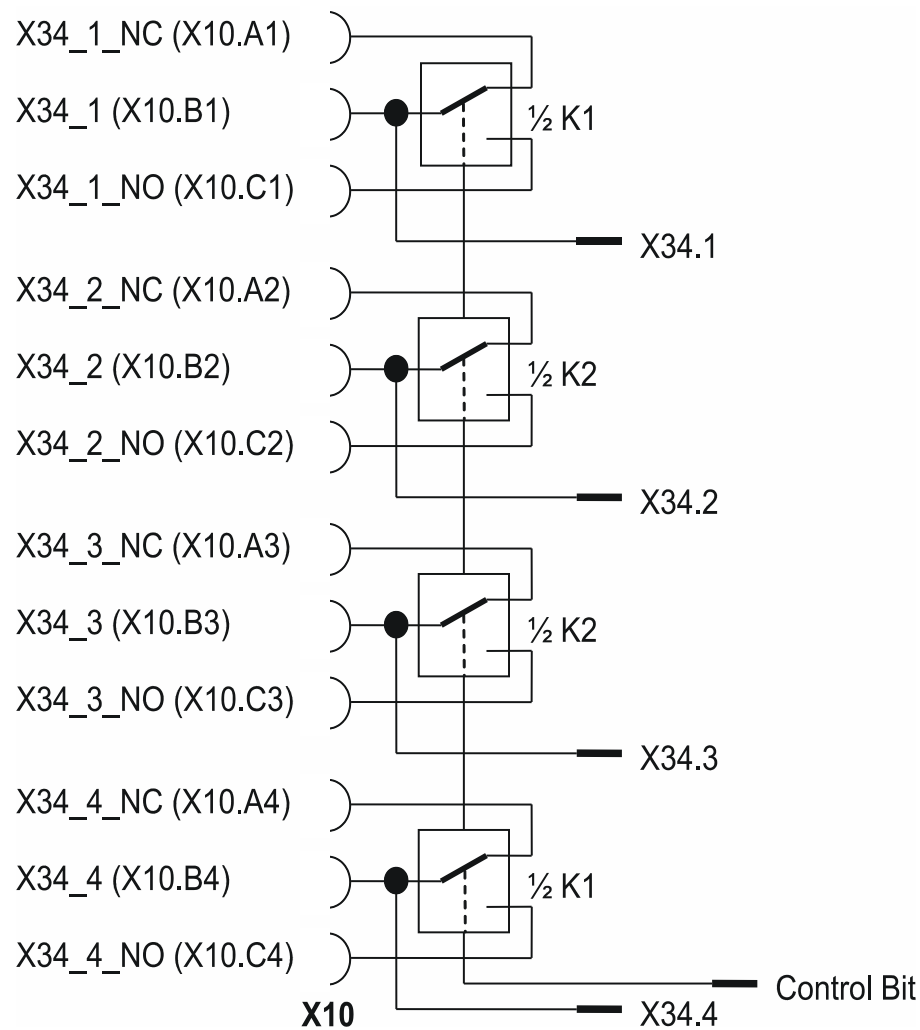 X34_1_NC (X10.A1)
X34_1 (X10.B1)
½ K1
X34_1_NO (X10.C1)
X34.1
X34_2_NC (X10.A2)
X34_2 (X10.B2)
½ K2
X34_2_NO (X10.C2)
X34.2
X34_3_NC (X10.A3)
X34_3 (X10.B3)
½ K2
X34_3_NO (X10.C3)
X34.3
X34_4_NC (X10.A4)
X34_4 (X10.B4)
½ K1
X34_4_NO (X10.C4)
Control Bit
X10
X34.4